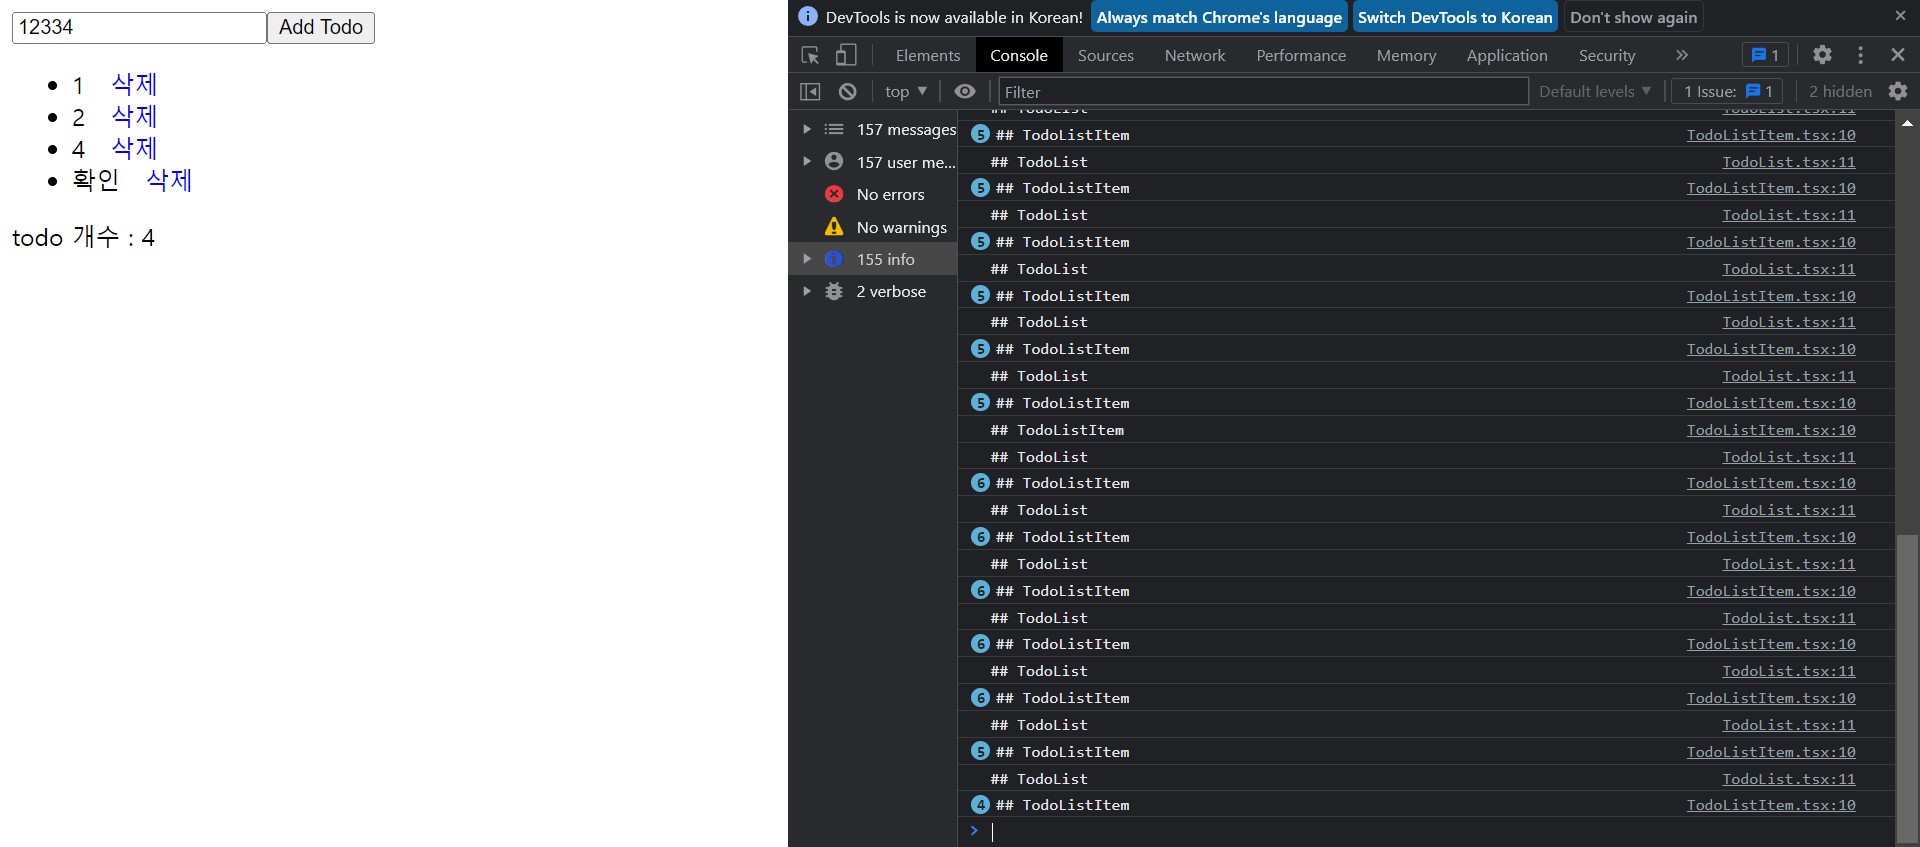 12334 Add Todo
1 삭제
2 삭제
4 삭제
확인 삭제
todo 개수 : 4
DevTools is now available in Korean! Always match Chrome's language Switch DevTools to Korean Don't show again
Elements Console Sources Network Performance Memory Application Security » 1
top ▼ Filter Default levels ▼ 1 Issue: 1 2 hidden
157 messages
157 user me...
No errors
No warnings
155 info
2 verbose
## TodoList TodoList.tsx:11
5 ## TodoListItem TodoListItem.tsx:10
## TodoList TodoList.tsx:11
5 ## TodoListItem TodoListItem.tsx:10
## TodoList TodoList.tsx:11
5 ## TodoListItem TodoListItem.tsx:10
## TodoList TodoList.tsx:11
5 ## TodoListItem TodoListItem.tsx:10
## TodoList TodoList.tsx:11
5 ## TodoListItem TodoListItem.tsx:10
## TodoList TodoList.tsx:11
5 ## TodoListItem TodoListItem.tsx:10
## TodoListItem TodoListItem.tsx:10
## TodoList TodoList.tsx:11
6 ## TodoListItem TodoListItem.tsx:10
## TodoList TodoList.tsx:11
6 ## TodoListItem TodoListItem.tsx:10
## TodoList TodoList.tsx:11
6 ## TodoListItem TodoListItem.tsx:10
## TodoList TodoList.tsx:11
6 ## TodoListItem TodoListItem.tsx:10
## TodoList TodoList.tsx:11
6 ## TodoListItem TodoListItem.tsx:10
## TodoList TodoList.tsx:11
5 ## TodoListItem TodoListItem.tsx:10
## TodoList TodoList.tsx:11
4 ## TodoListItem TodoListItem.tsx:10
>